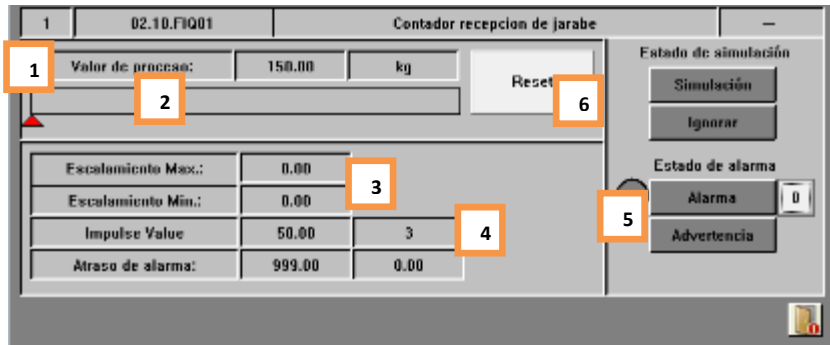 1 02.10.FIQ01 Contador recepcion de jarabe –
Estado de simulación
1 Valor de proceso: 150.00 kg Reset
Simulación
2 6
Ignorar
Estado de alarma
Escalamiento Max.: 0.00
3
Alarma 0
Escalamiento Min.: 0.00
5
Impulse Value 50.00 3 4
Advertencia
Atraso de alarma: 999.00 0.00